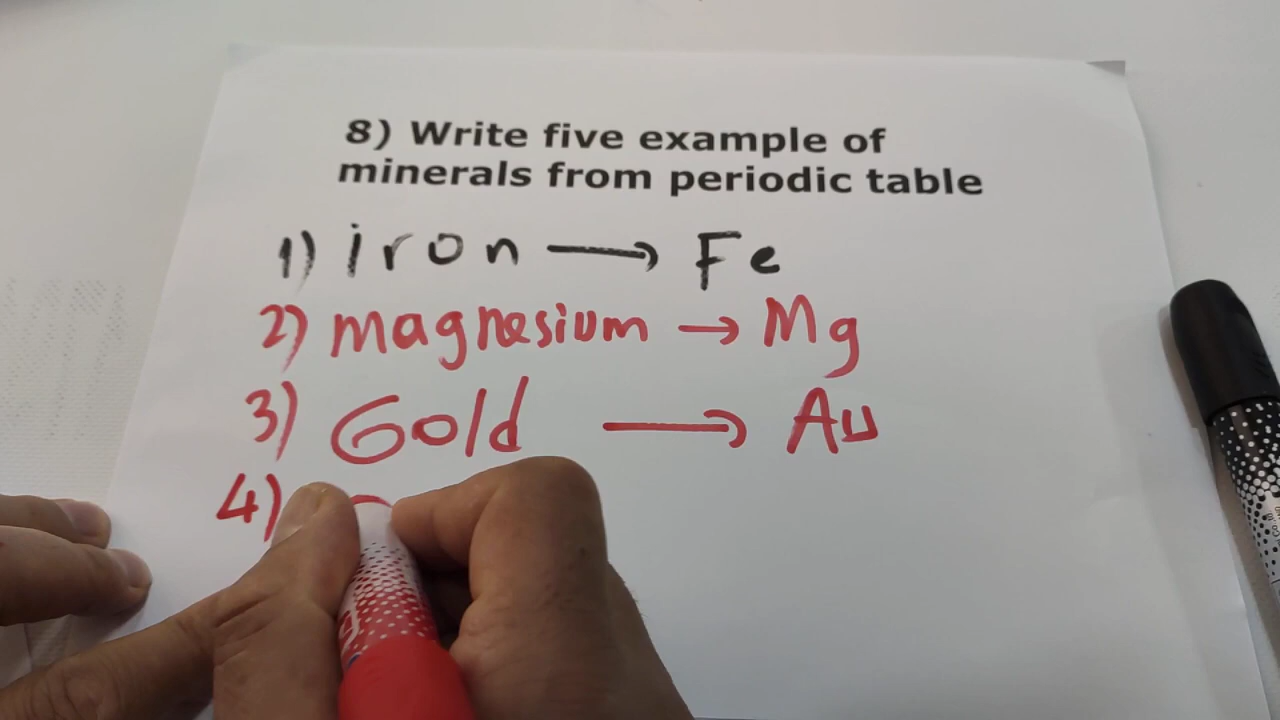 8) Write five example of
minerals from periodic table
1) iron → Fe
2) magnesium → Mg
3) Gold → Au
4)